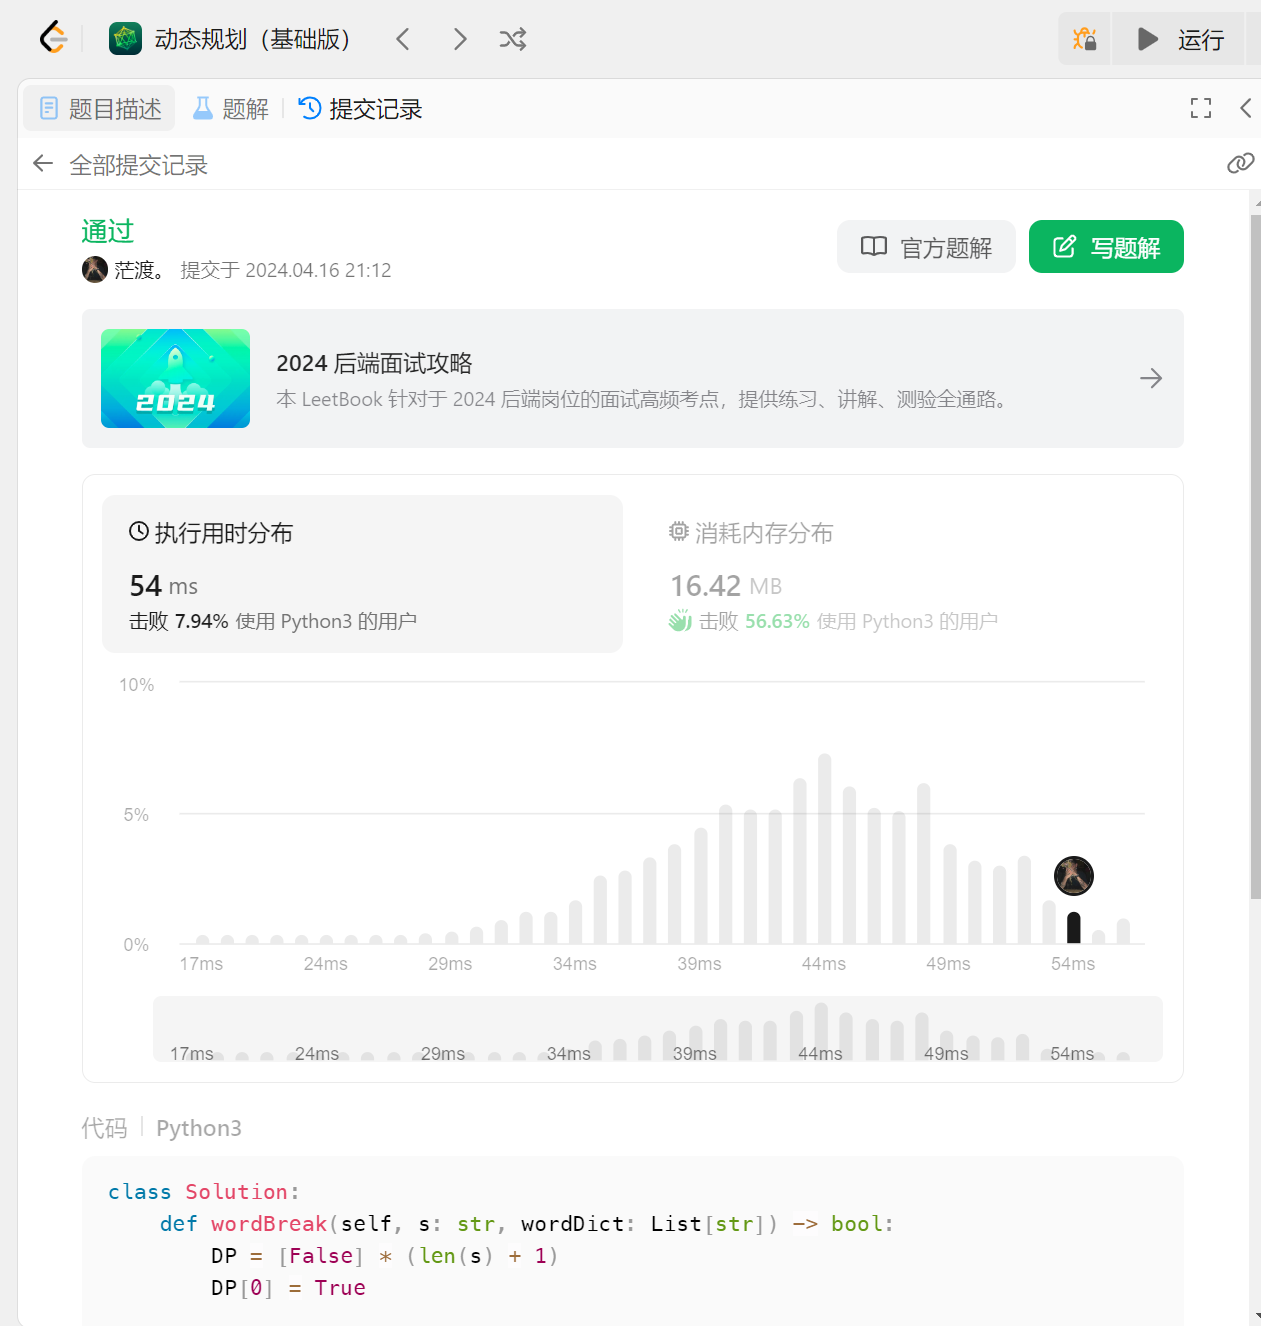 动态规划（基础版）
运行
题目描述
题解
提交记录
全部提交记录
通过
茫渡。 提交于 2024.04.16 21:12
官方题解
写题解
2024
2024 后端面试攻略
本 LeetBook 针对于 2024 后端岗位的面试高频考点，提供练习、讲解、测验全通路。
执行用时分布
54 ms
击败 7.94% 使用 Python3 的用户
消耗内存分布
16.42 MB
击败 56.63% 使用 Python3 的用户
10%
5%
0%
17ms 24ms 29ms 34ms 39ms 44ms 49ms 54ms
17ms 24ms 29ms 34ms 39ms 44ms 49ms 54ms
代码 Python3
class Solution:
    def wordBreak(self, s: str, wordDict: List[str]) -> bool:
        DP = [False] * (len(s) + 1)
        DP[0] = True